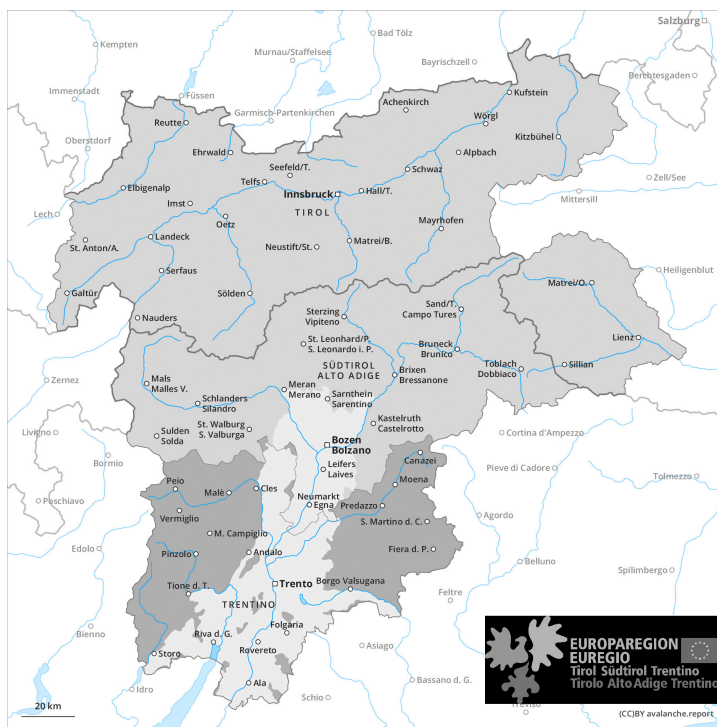 Salzburg
Kempten
Bad Tölz
Murnau/Staffelsee
Bayrischzell
Berchtesgaden
Immenstadt
Füssen
Garmisch-Partenkirchen
Achenkirch
Kufstein
Wörgl
Reutte
Oberstdorf
Ehrwald
Kitzbühel
Alpbach
Seefeld/T.
Telfs
Schwaz
Zell/See
Elbigenalp
Innsbruck
Hall/T.
Mittersill
Lech
Imst
TIROL
Oetz
Mayrhofen
Landeck
St. Anton/A.
Neustift/St.
Matrei/B.
Serfaus
Heiligenblut
Galtür
Sölden
Matrei/O.
Nauders
Sterzing
Vipiteno
Sand/T.
Campo Tures
St. Leonhard/P.
S. Leonardo i. P.
Lienz
Bruneck
Brunico
SÜDTIROL
ALTO ADIGE
Toblach
Dobbiaco
Sillian
Brixen
Bressanone
Zernez
Mals
Malles V.
Meran
Merano
Sarnthein
Sarentino
Schlanders
Silandro
Kastelruth
Castelrotto
St. Walburg
S. Valburga
Sulden
Solda
Livigno
Bozen
Bolzano
Cortina d'Ampezzo
Bormio
Canazei
Pieve di Cadore
Leifers
Laives
Tolmezzo
Peio
Malè
Cles
Moena
Poschiavo
Neumarkt
Egna
Predazzo
Vermiglio
Agordo
S. Martino d. C.
M. Campiglio
Edolo
Pinzolo
Andalo
Fiera d. P.
Belluno
Spilimbergo
Tione d. T.
Trento
Borgo Valsugana
Feltre
TRENTINO
Bienno
Folgaria
Riva d. G.
Rovereto
Asiago
Storo
EUROPAREGION
EUREGIO
Tirol Südtirol Trentino
Tirolo AltoAdige Trentino
Ala
Idro
Schio
Bassano d. G.
Treviso
20 km
(CC)BY avalanche.report